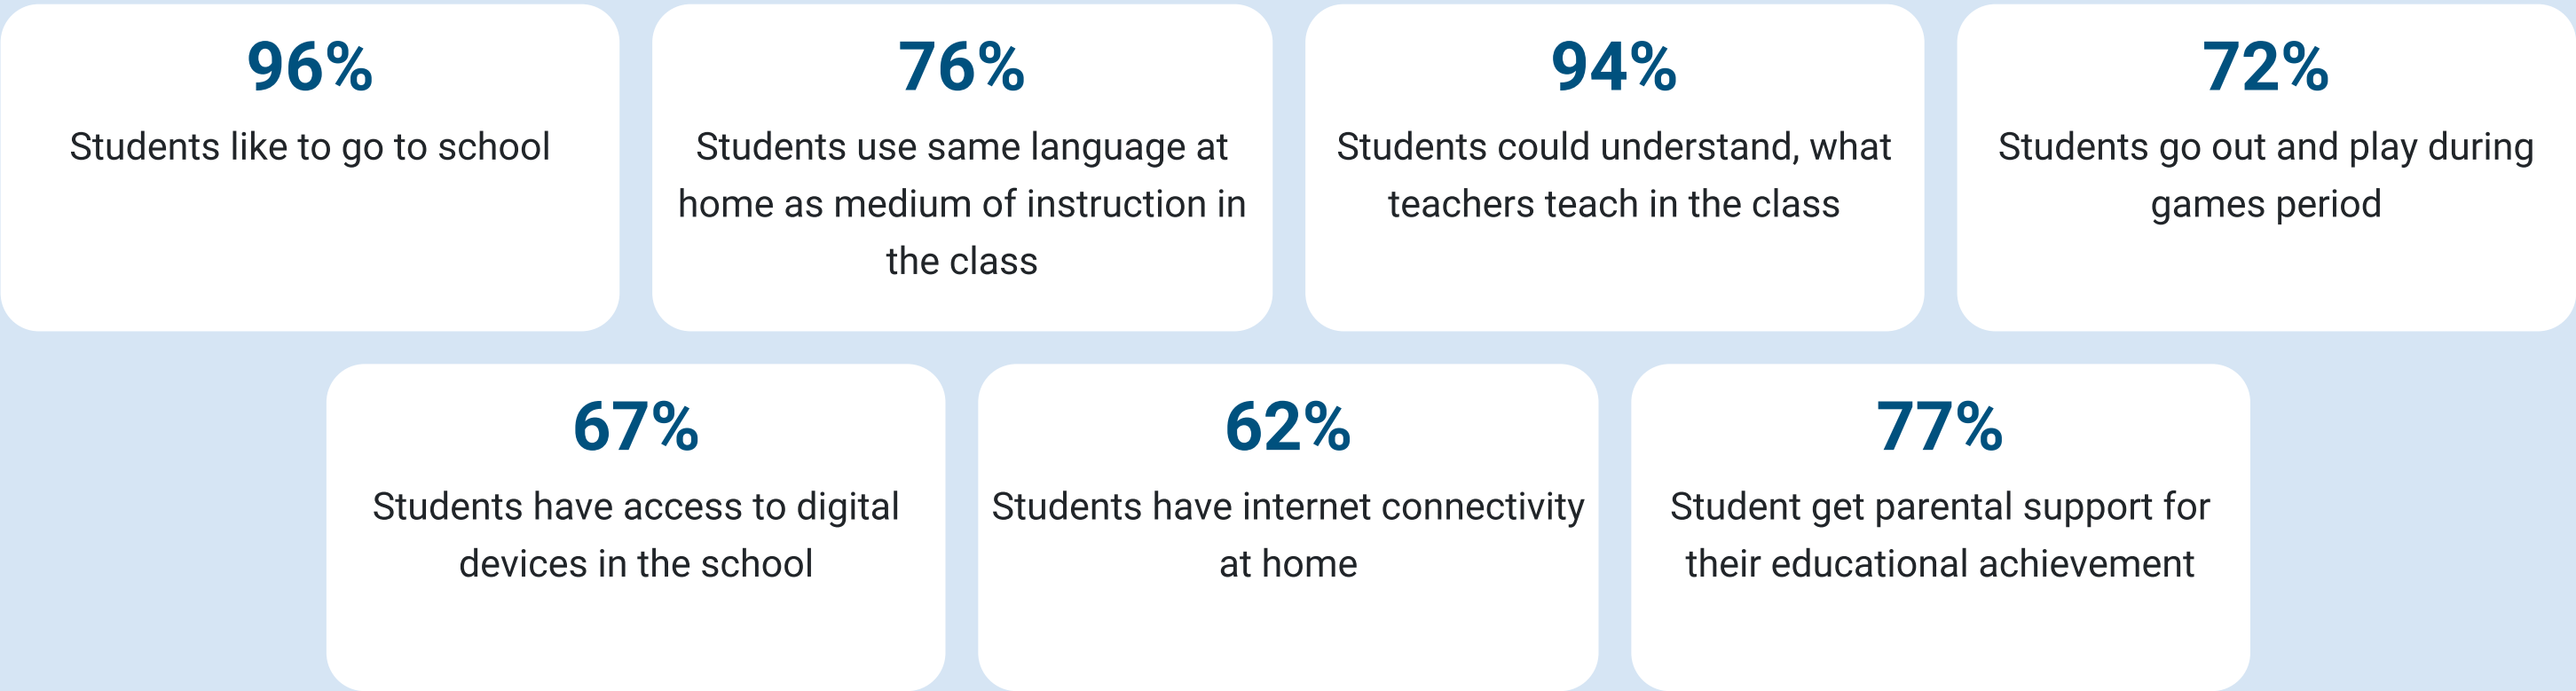 96%
Students like to go to school
76%
Students use same language at
home as medium of instruction in
the class
94%
Students could understand, what
teachers teach in the class
72%
Students go out and play during
games period
67%
Students have access to digital
devices in the school
62%
Students have internet connectivity
at home
77%
Student get parental support for
their educational achievement